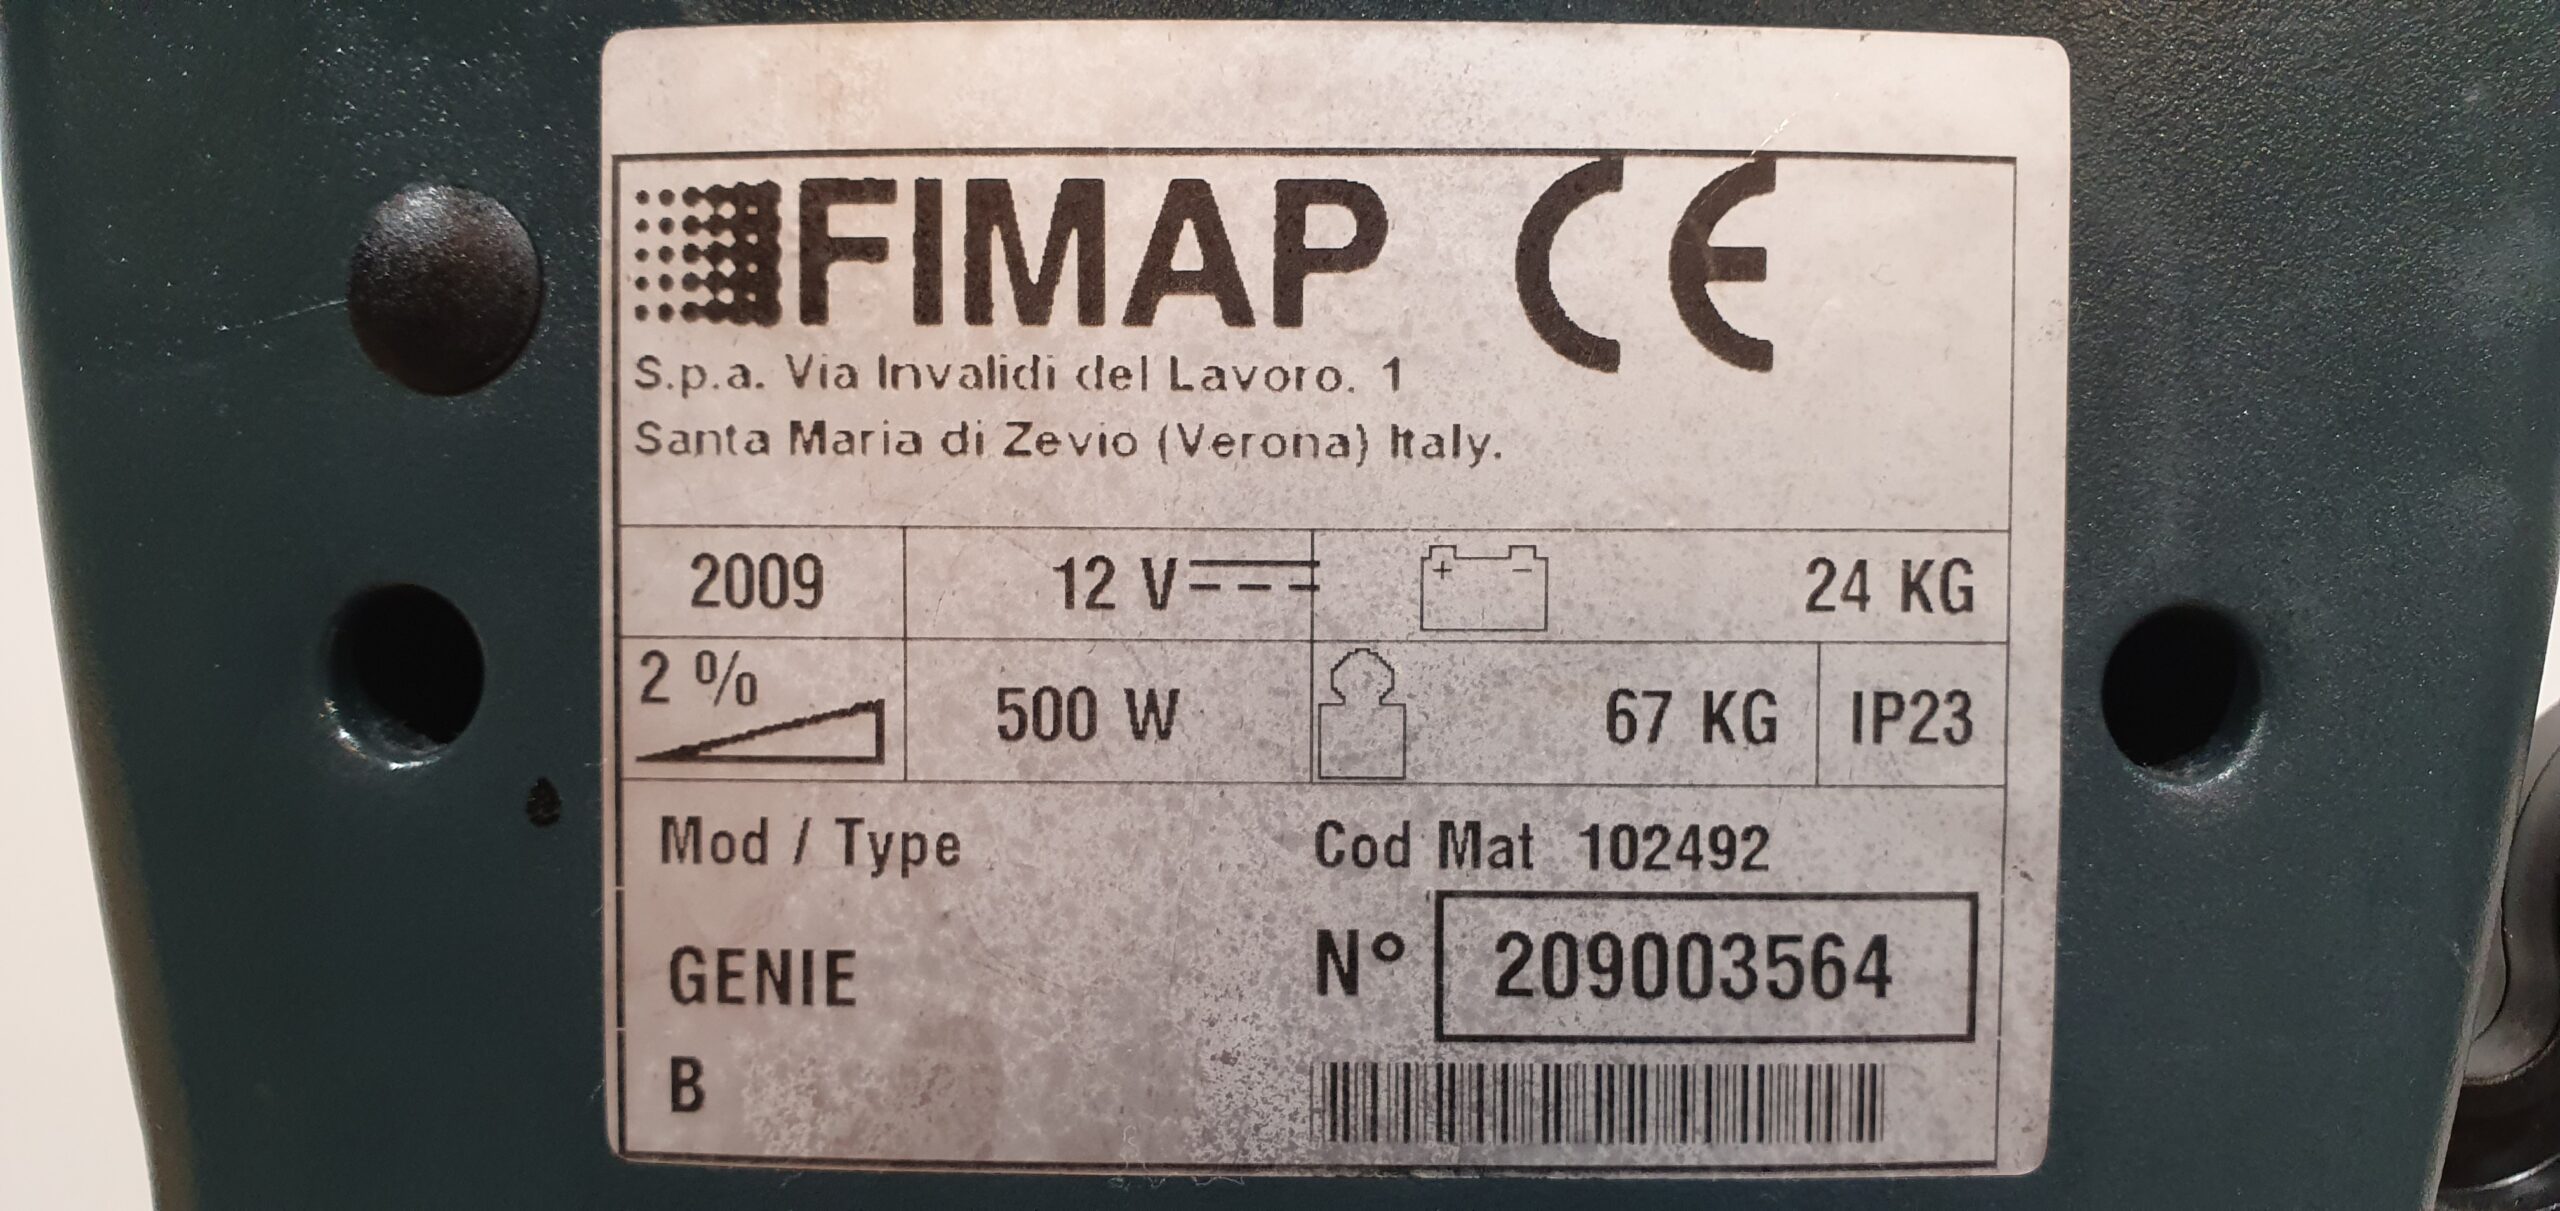 FIMAP CE
S.p.a. Via Invalidi del Lavoro. 1
Santa Maria di Zevio (Verona) Italy.
2009 12 V + - 24 KG
2 % 500 W 67 KG IP23
Mod / Type Cod Mat 102492
GENIE N° 209003564
B